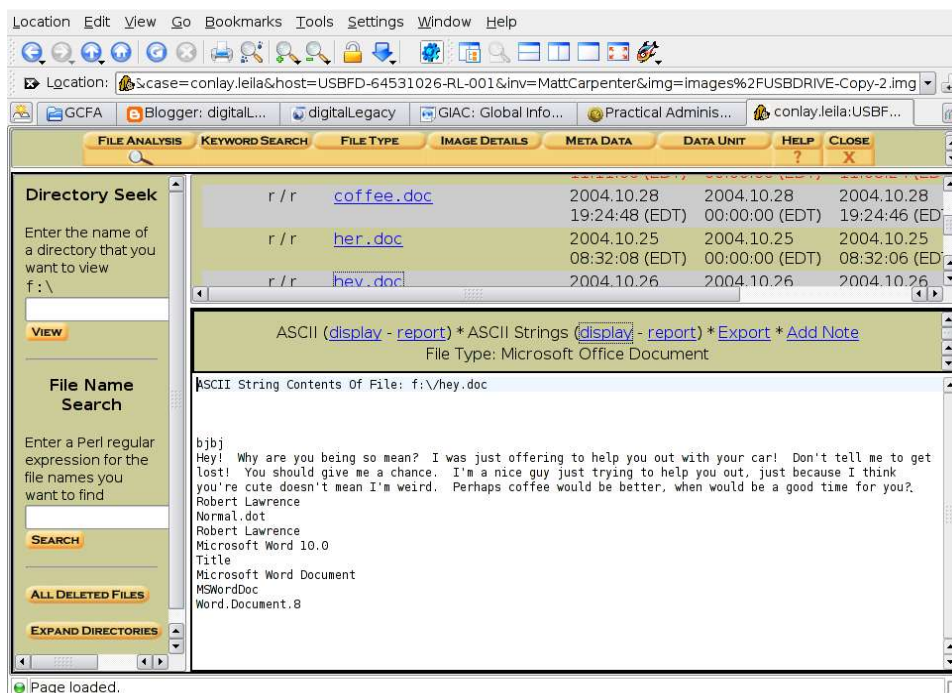 Location Edit View Go Bookmarks Tools Settings Window Help
Location: &case=conlay.leila&host=USBFD-64531026-RL-001&inv=MattCarpenter&img=images%2FUSBDRIVE-Copy-2.img
GCFA Blogger: digitalL... digitalLegacy GIAC: Global Info... Practical Adminis... conlay.leila:USBF...
FILE ANALYSIS KEYWORD SEARCH FILE TYPE IMAGE DETAILS META DATA DATA UNIT HELP ? CLOSE X
Directory Seek
Enter the name of
a directory that you
want to view
f:\
VIEW
File Name
Search
Enter a Perl regular
expression for the
file names you
want to find
SEARCH
ALL DELETED FILES
EXPAND DIRECTORIES
r / r coffee.doc 2004.10.28 2004.10.28 2004.10.28
19:24:48 (EDT) 00:00:00 (EDT) 19:24:46 (EDT
r / r her.doc 2004.10.25 2004.10.25 2004.10.25
08:32:08 (EDT) 00:00:00 (EDT) 08:32:06 (ED
r / r hey.doc 2004.10.26 2004.10.26 2004.10.26
ASCII (display - report) * ASCII Strings (display - report) * Export * Add Note
File Type: Microsoft Office Document
ASCII String Contents Of File: f:\/hey.doc
bjbj
Hey! Why are you being so mean? I was just offering to help you out with your car! Don't tell me to get
lost! You should give me a chance. I'm a nice guy just trying to help you out, just because I think
you're cute doesn't mean I'm weird. Perhaps coffee would be better, when would be a good time for you?
Robert Lawrence
Normal.dot
Robert Lawrence
Microsoft Word 10.0
Title
Microsoft Word Document
MSWordDoc
Word.Document.8
Page loaded.